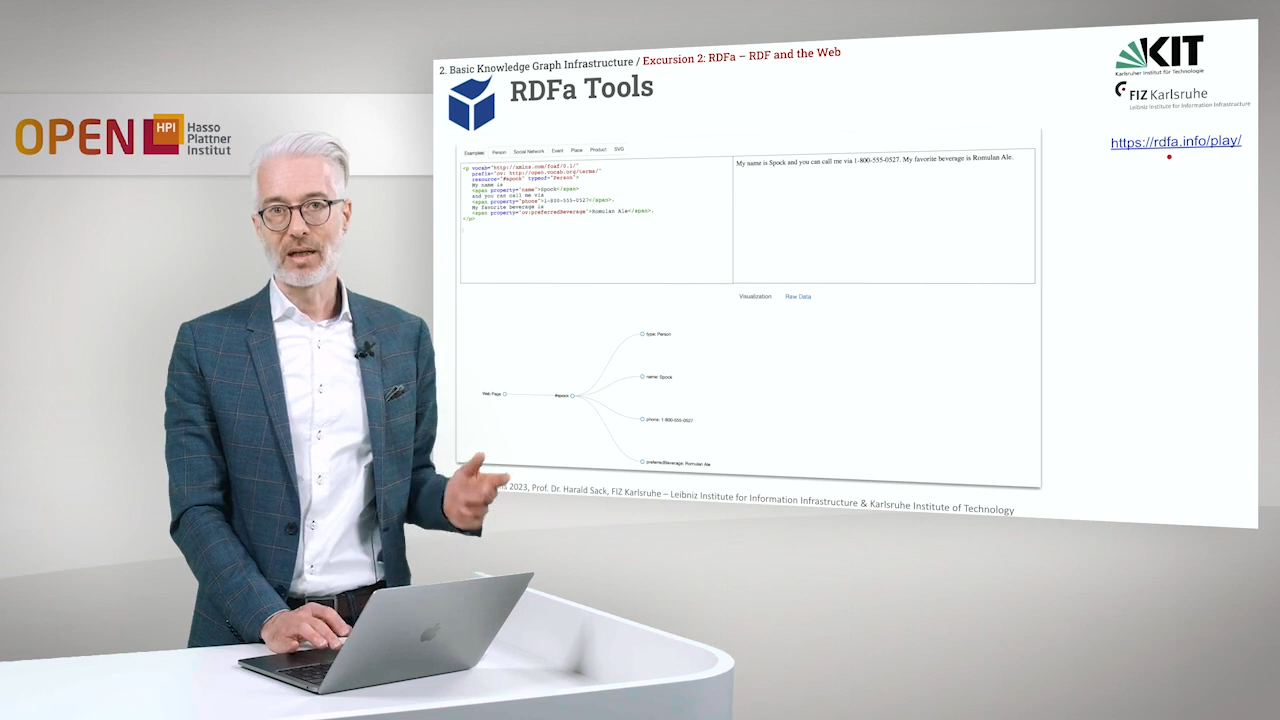 2. Basic Knowledge Graph Infrastructure / Excursion 2: RDFa – RDF and the Web
RDFa Tools
KIT
Karlsruher Institut für Technologie
FIZ Karlsruhe
Leibniz Institute for Information Infrastructure
https://rdfa.info/play/
OPEN HPI Hasso
Plattner
Institut
Examples: Person Social Network Event Place Product SVG
<p vocab="http://xmlns.com/foaf/0.1/"
prefix="ov: http://open.vocab.org/terms/"
resource="#spock" typeof="Person">
My name is
<span property="name">Spock</span>
and you can call me via
<span property="phone">1-800-555-0527</span>.
My favorite beverage is
<span property="ov:preferredBeverage">Romulan Ale</span>.
</p>
My name is Spock and you can call me via 1-800-555-0527. My favorite beverage is Romulan Ale.
Visualization Raw Data
type: Person
name: Spock
Web Page
#spock
phone: 1-800-555-0527
preferredBeverage: Romulan Ale
2023, Prof. Dr. Harald Sack, FIZ Karlsruhe – Leibniz Institute for Information Infrastructure & Karlsruhe Institute of Technology